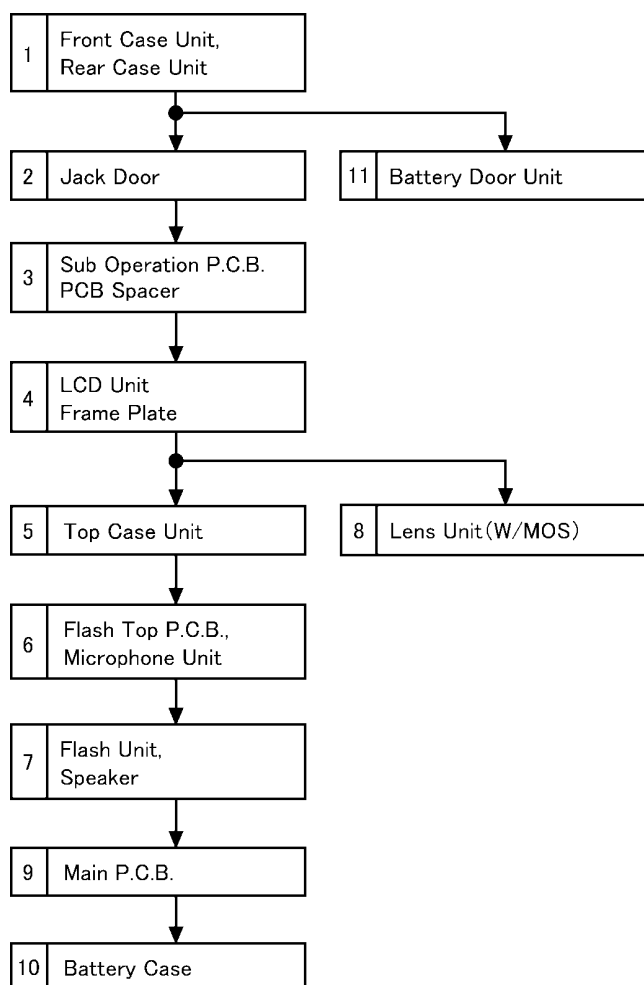 1
Front Case Unit,
Rear Case Unit
2
Jack Door
11
Battery Door Unit
3
Sub Operation P.C.B.
PCB Spacer
4
LCD Unit
Frame Plate
5
Top Case Unit
8
Lens Unit(W/MOS)
6
Flash Top P.C.B.,
Microphone Unit
7
Flash Unit,
Speaker
9
Main P.C.B.
10
Battery Case